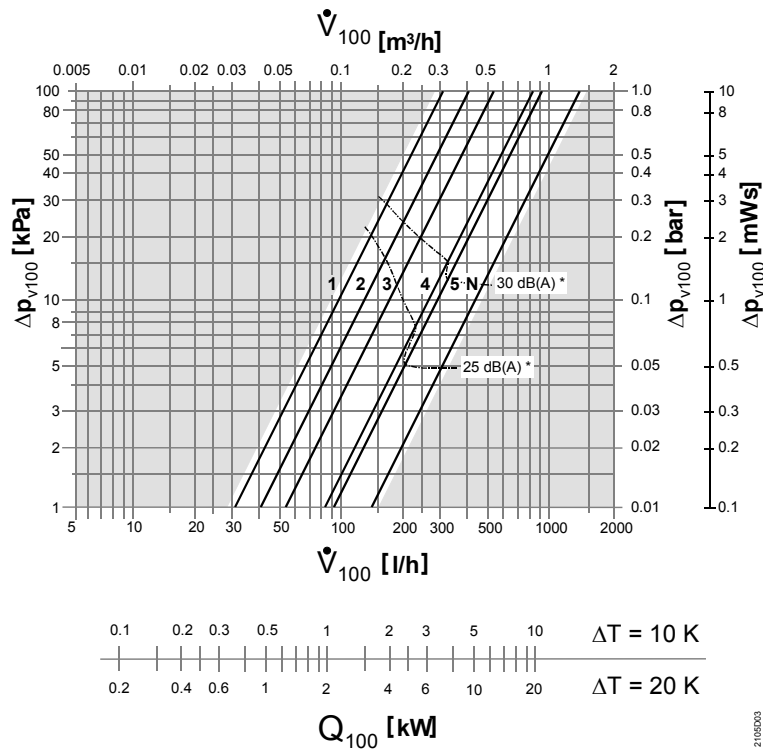 V̇100 [m³/h]
0.005 0.01 0.02 0.03 0.05 0.1 0.2 0.3 0.5 1 2
100 1.0 10
80 0.8 8
50 0.5 5
40 0.4 4
30 0.3 3
20 0.2 2
Δpv100 [kPa] Δpv100 [bar] Δpv100 [mWs]
1 2 3 4 5 N 30 dB(A) *
10 0.1 1
8
5 0.05 0.5
25 dB(A) *
3 0.03 0.3
2 0.02 0.2
1 0.01 0.1
5 10 20 30 50 100 200 300 500 1000 2000
V̇100 [l/h]
0.1 0.2 0.3 0.5 1 2 3 5 10 ΔT = 10 K
0.2 0.4 0.6 1 2 4 6 10 20 ΔT = 20 K
Q100 [kW]
2105D03